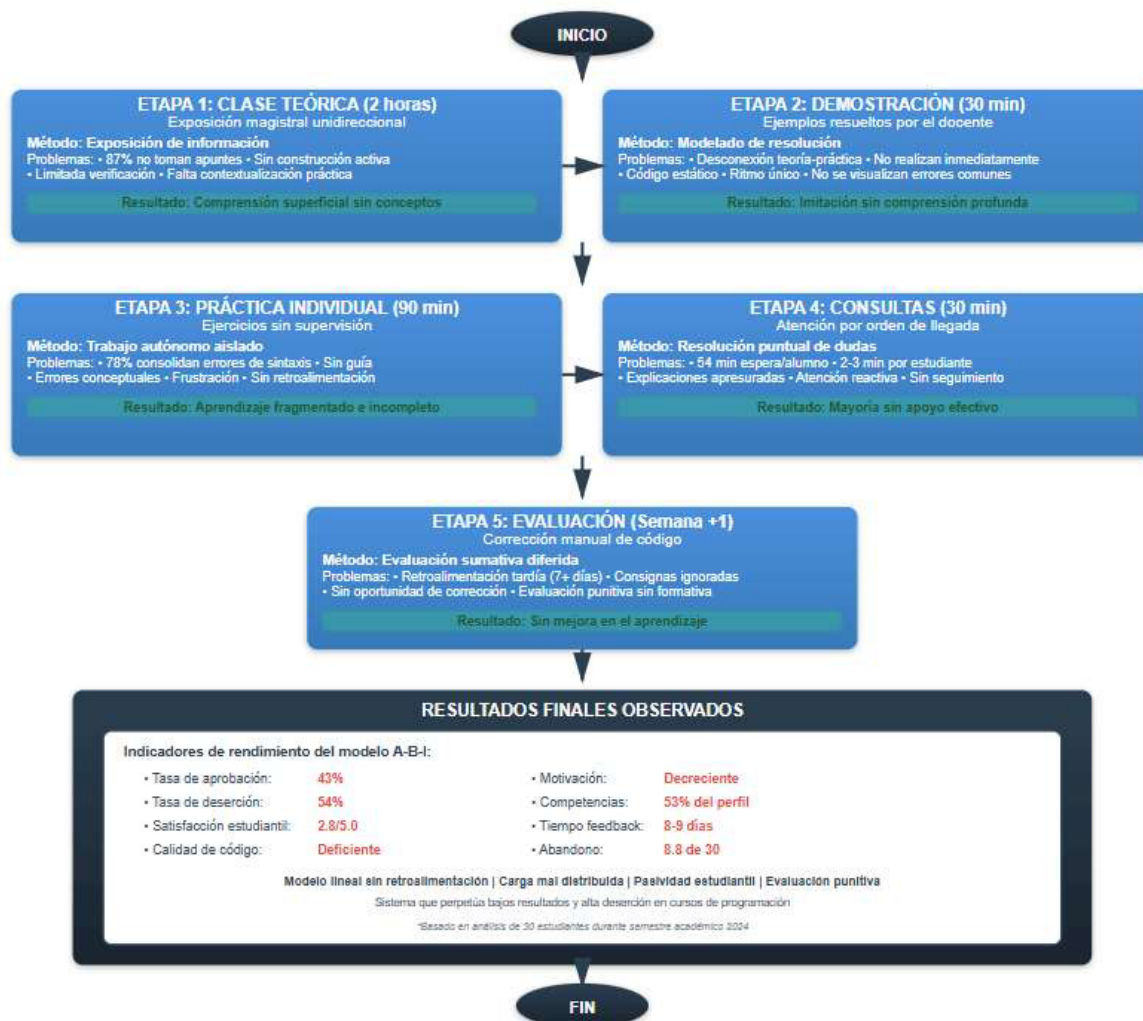 INICIO
ETAPA 1: CLASE TEÓRICA (2 horas)
Exposición magistral unidireccional
Método: Exposición de información
Problemas: • 87% no toman apuntes • Sin construcción activa
• Limitada verificación • Falta contextualización práctica
Resultado: Comprensión superficial sin conceptos
ETAPA 2: DEMOSTRACIÓN (30 min)
Ejemplos resueltos por el docente
Método: Modelado de resolución
Problemas: • Desconexión teoría-práctica • No realizan inmediatamente
• Código estático • Ritmo único • No se visualizan errores comunes
Resultado: Imitación sin comprensión profunda
ETAPA 3: PRÁCTICA INDIVIDUAL (90 min)
Ejercicios sin supervisión
Método: Trabajo autónomo aislado
Problemas: • 78% consolidan errores de sintaxis • Sin guía
• Errores conceptuales • Frustración • Sin retroalimentación
Resultado: Aprendizaje fragmentado e incompleto
ETAPA 4: CONSULTAS (30 min)
Atención por orden de llegada
Método: Resolución puntual de dudas
Problemas: • 54 min espera/alumno • 2-3 min por estudiante
• Explicaciones apresuradas • Atención reactiva • Sin seguimiento
Resultado: Mayoría sin apoyo efectivo
ETAPA 5: EVALUACIÓN (Semana +1)
Corrección manual de código
Método: Evaluación sumativa diferida
Problemas: • Retroalimentación tardía (7+ días) • Consignas ignoradas
• Sin oportunidad de corrección • Evaluación punitiva sin formativa
Resultado: Sin mejora en el aprendizaje
RESULTADOS FINALES OBSERVADOS
Indicadores de rendimiento del modelo A-B-I:
• Tasa de aprobación: 43%
• Tasa de deserción: 54%
• Satisfacción estudiantil: 2.8/5.0
• Calidad de código: Deficiente
• Motivación: Decreciente
• Competencias: 53% del perfil
• Tiempo feedback: 8-9 días
• Abandono: 8.8 de 30
Modelo lineal sin retroalimentación | Carga mal distribuida | Pasividad estudiantil | Evaluación punitiva
Sistema que perpetúa bajos resultados y alta deserción en cursos de programación
*Basado en análisis de 30 estudiantes durante semestre académico 2024
FIN